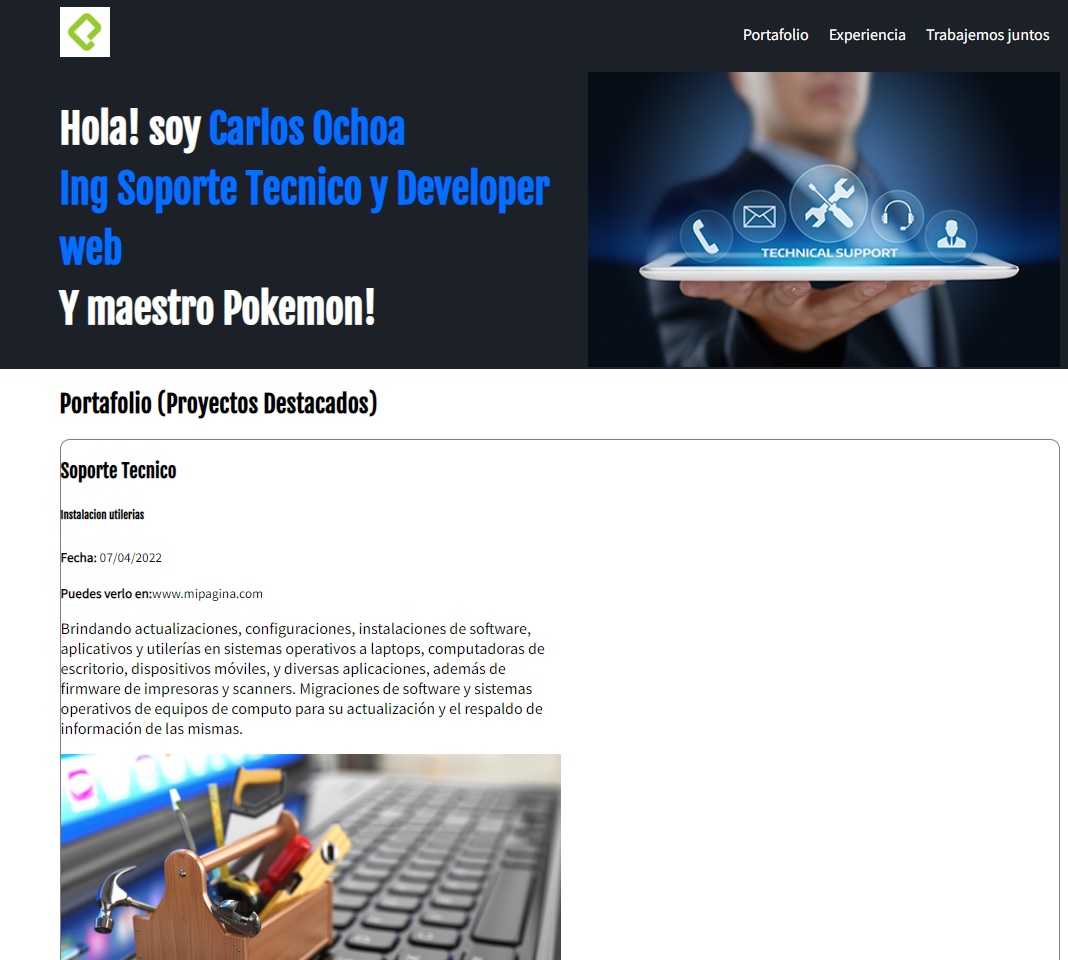 Portafolio Experiencia Trabajemos juntos
Hola! soy Carlos Ochoa
Ing Soporte Tecnico y Developer
web
Y maestro Pokemon!
TECHNICAL SUPPORT
Portafolio (Proyectos Destacados)
Soporte Tecnico
Instalacion utilerias
Fecha: 07/04/2022
Puedes verlo en:www.mipagina.com
Brindando actualizaciones, configuraciones, instalaciones de software,
aplicativos y utilerías en sistemas operativos a laptops, computadoras de
escritorio, dispositivos móviles, y diversas aplicaciones, además de
firmware de impresoras y scanners. Migraciones de software y sistemas
operativos de equipos de computo para su actualización y el respaldo de
información de las mismas.